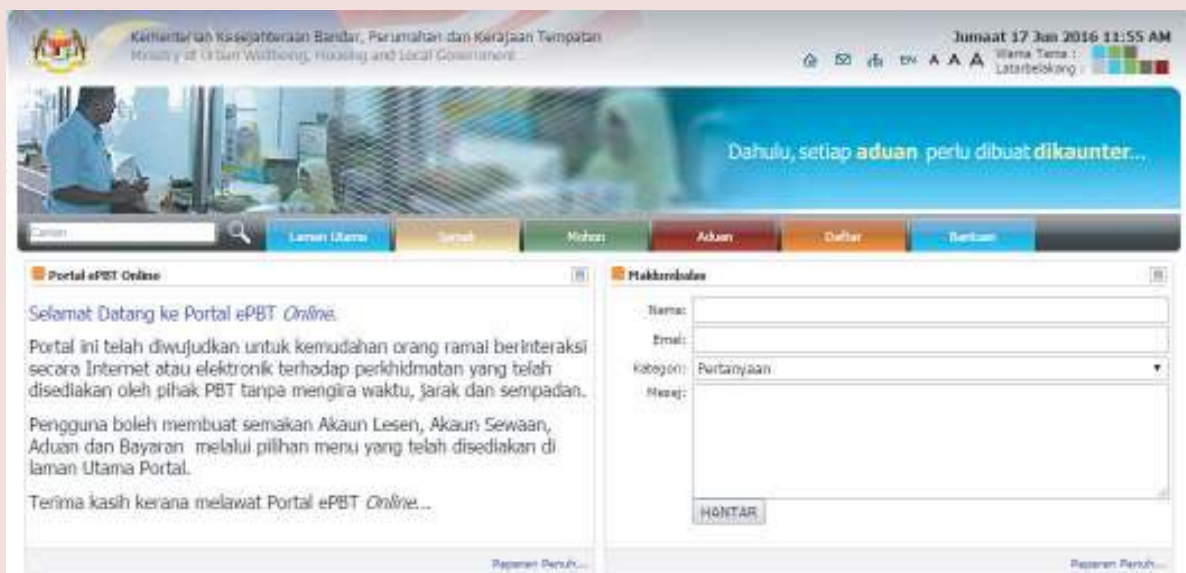 Kementerian Kesejahteraan Bandar, Perumahan dan Kerajaan Tempatan
Ministry of Urban Wellbeing, Housing and Local Government
Jumaat 17 Jun 2016 11:55 AM
EN A A A Warna Tema :
Latarbelakang :
Dahulu, setiap aduan perlu dibuat dikaunter...
Carian
Laman Utama Semak Mohon Aduan Daftar Bantuan
Portal ePBT Online
Selamat Datang ke Portal ePBT Online.
Portal ini telah diwujudkan untuk kemudahan orang ramai berinteraksi
secara Internet atau elektronik terhadap perkhidmatan yang telah
disediakan oleh pihak PBT tanpa mengira waktu, jarak dan sempadan.
Pengguna boleh membuat semakan Akaun Lesen, Akaun Sewaan,
Aduan dan Bayaran melalui pilihan menu yang telah disediakan di
laman Utama Portal.
Terima kasih kerana melawat Portal ePBT Online...
Paparan Penuh...
Maklumbalas
Nama:
Emel:
Kategori: Pertanyaan
Mesej:
HANTAR
Paparan Penuh...